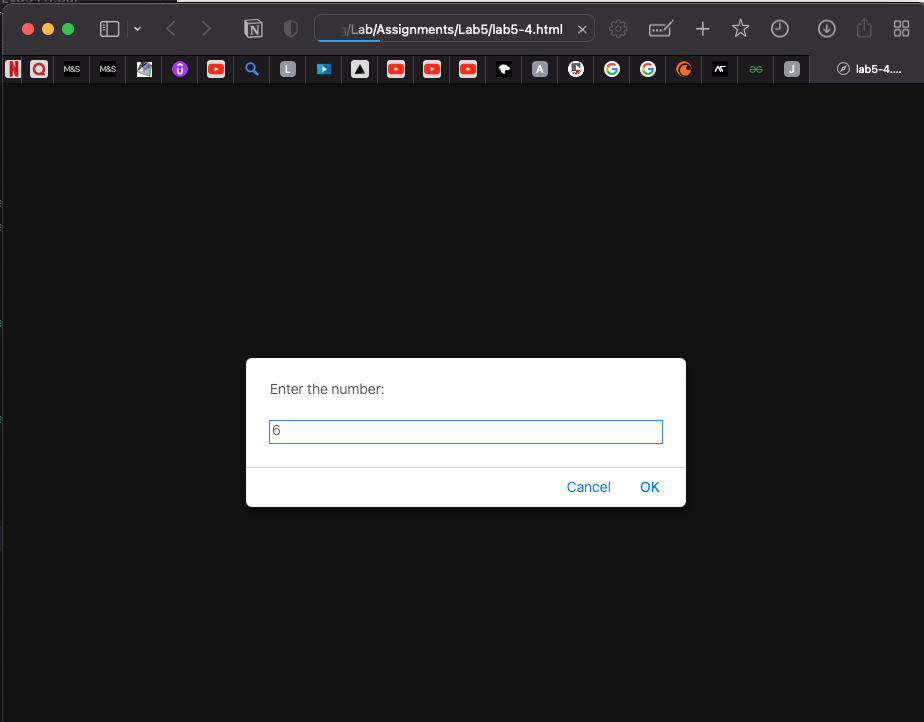 g/Lab/Assignments/Lab5/lab5-4.html
M&S M&S L A J lab5-4....
Enter the number:
6
Cancel OK